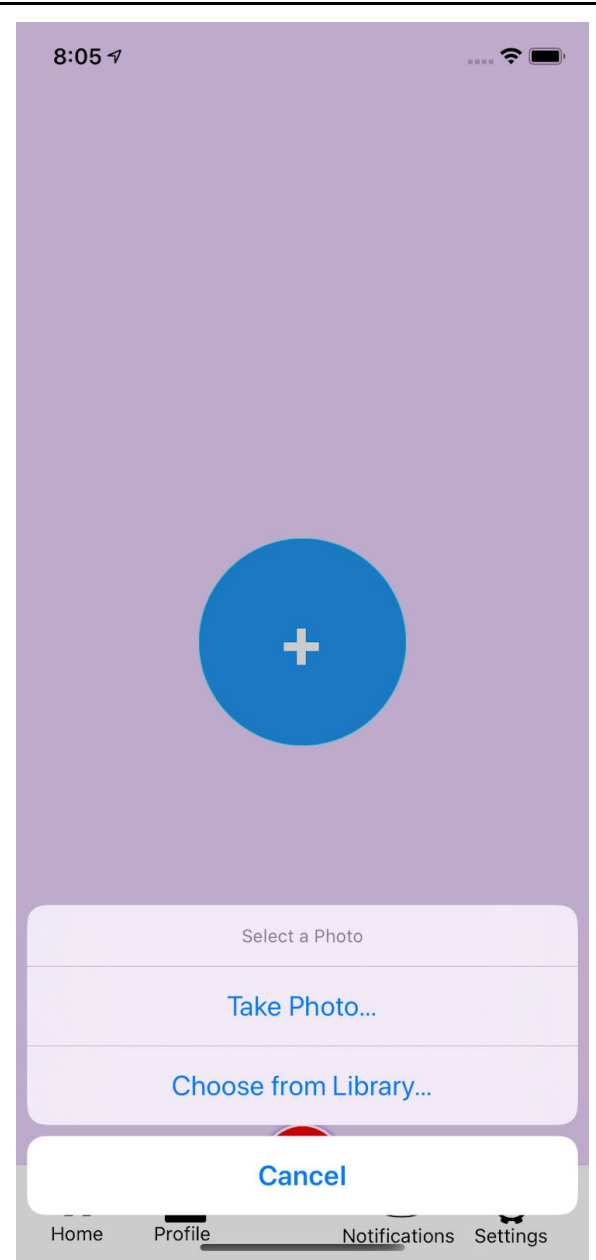 8:05
+
Select a Photo
Take Photo...
Choose from Library...
Cancel
Home Profile Notifications Settings